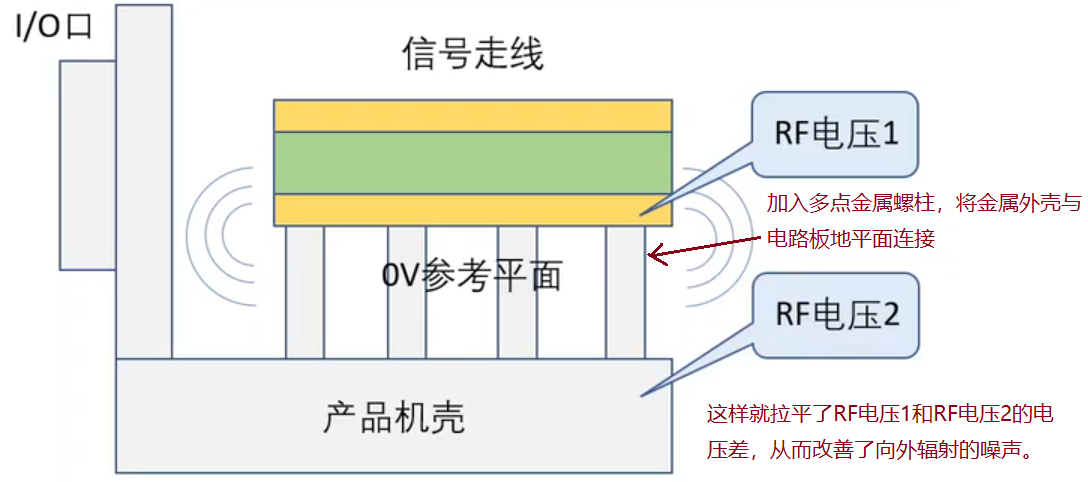 I/O口
信号走线
RF电压1
加入多点金属螺柱，将金属外壳与
电路板地平面连接
0V参考平面
RF电压2
产品机壳
这样就拉平了RF电压1和RF电压2的电
压差，从而改善了向外辐射的噪声。